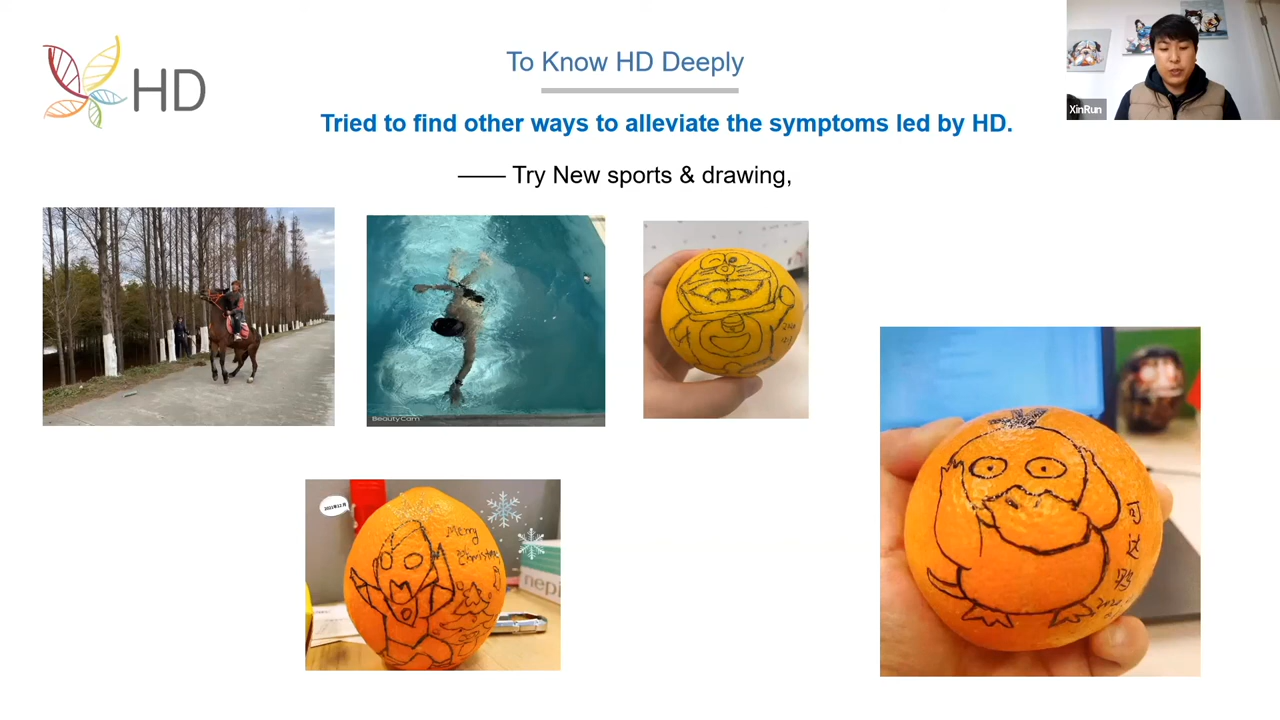 HD
To Know HD Deeply
XinRun
Tried to find other ways to alleviate the symptoms led by HD.
—— Try New sports & drawing,
BeautyCam
Merry
Christmas
nepi
可
达
鸭